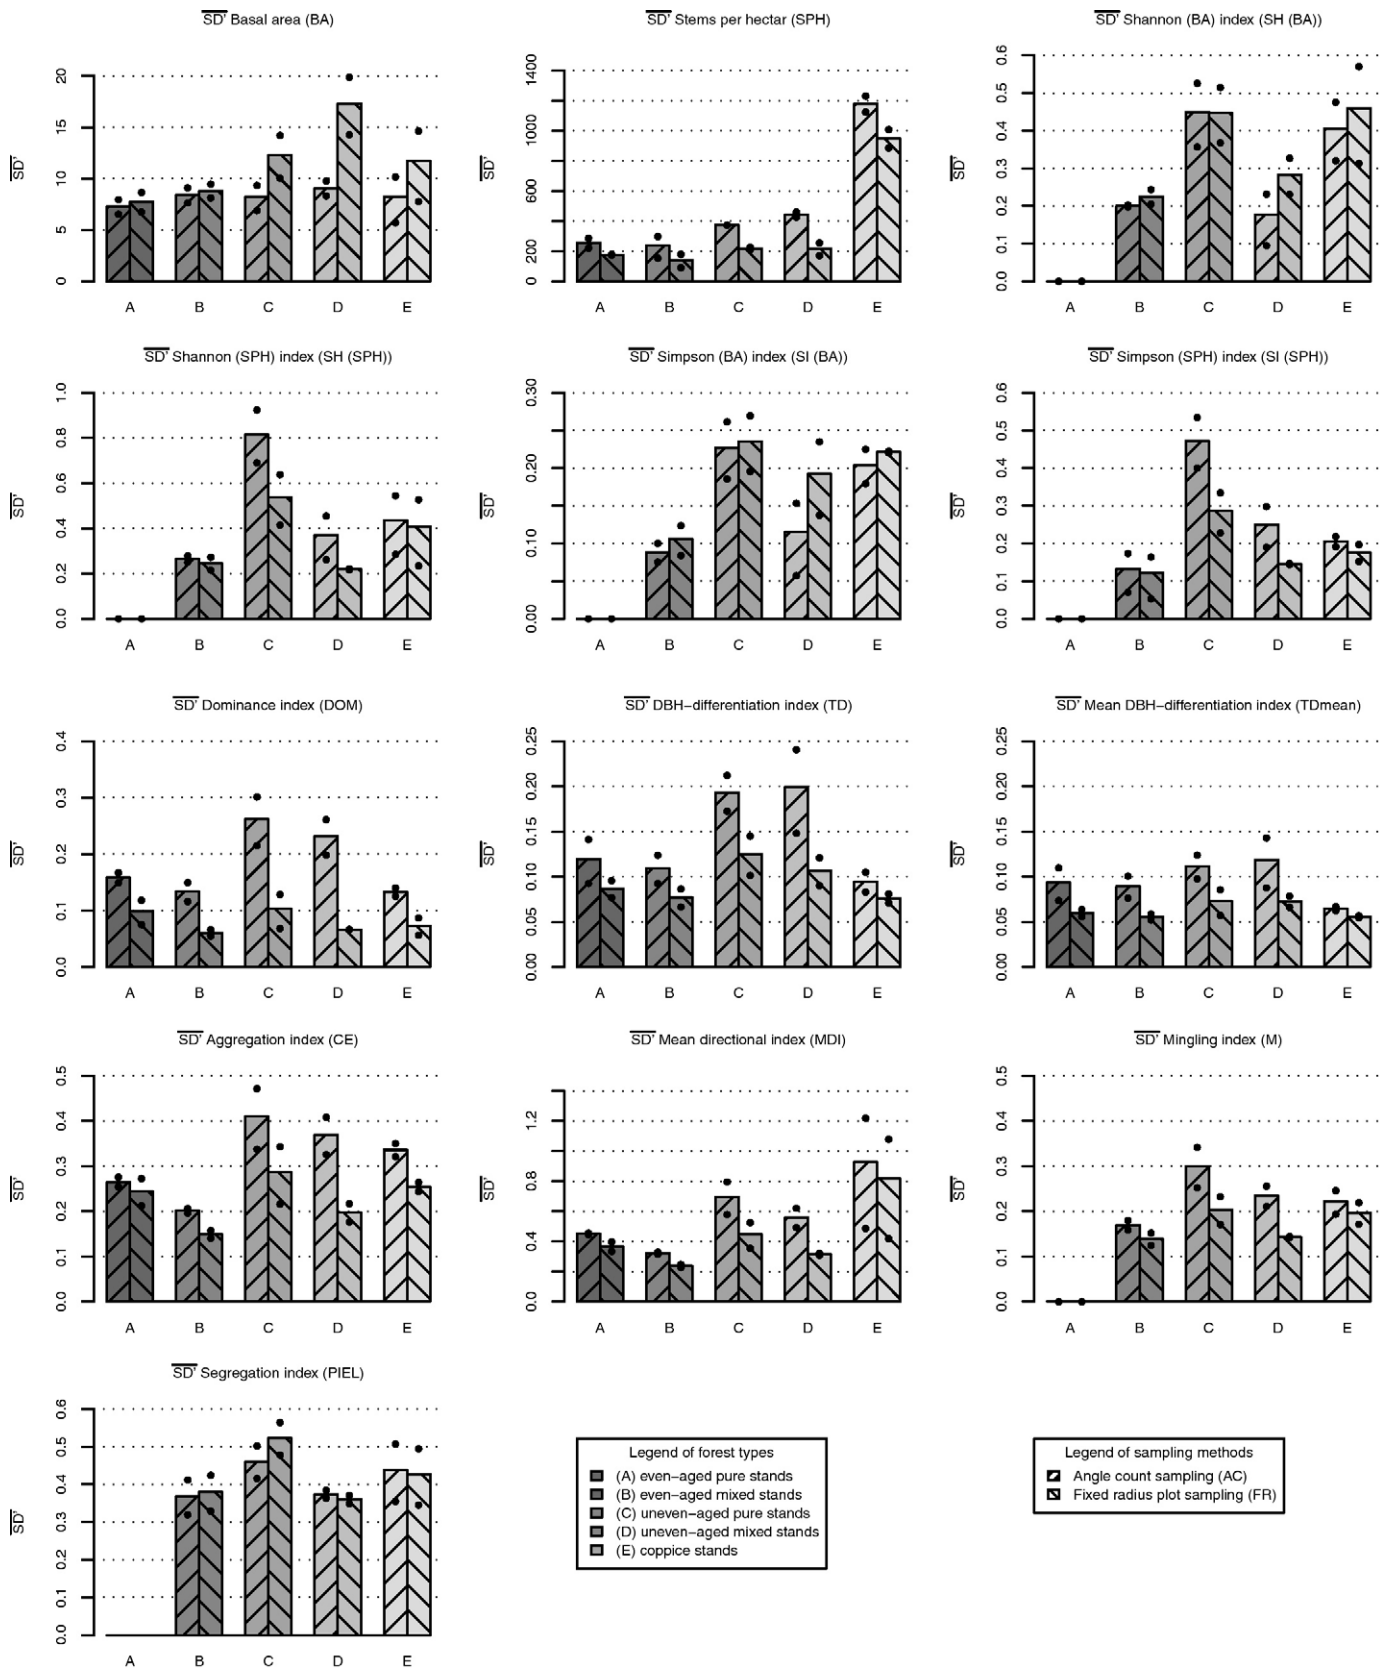 SD' Basal area (BA)
SD' Stems per hectar (SPH)
SD' Shannon (BA) index (SH (BA))
20
15
10
5
0
SD'
A B C D E
1400
1000
600
200
0
SD'
A B C D E
0.6
0.5
0.4
0.3
0.2
0.1
0.0
SD'
A B C D E
SD' Shannon (SPH) index (SH (SPH))
SD' Simpson (BA) index (SI (BA))
SD' Simpson (SPH) index (SI (SPH))
1.0
0.8
0.6
0.4
0.2
0.0
SD'
A B C D E
0.30
0.20
0.10
0.00
SD'
A B C D E
0.6
0.5
0.4
0.3
0.2
0.1
0.0
SD'
A B C D E
SD' Dominance index (DOM)
SD' DBH−differentiation index (TD)
SD' Mean DBH−differentiation index (TDmean)
0.4
0.3
0.2
0.1
0.0
SD'
A B C D E
0.25
0.20
0.15
0.10
0.05
0.00
SD'
A B C D E
0.25
0.20
0.15
0.10
0.05
0.00
SD'
A B C D E
SD' Aggregation index (CE)
SD' Mean directional index (MDI)
SD' Mingling index (M)
0.5
0.4
0.3
0.2
0.1
0.0
SD'
A B C D E
1.2
0.8
0.4
0.0
SD'
A B C D E
0.5
0.4
0.3
0.2
0.1
0.0
SD'
A B C D E
SD' Segregation index (PIEL)
0.6
0.5
0.4
0.3
0.2
0.1
0.0
SD'
A B C D E
Legend of forest types
(A) even−aged pure stands
(B) even−aged mixed stands
(C) uneven−aged pure stands
(D) uneven−aged mixed stands
(E) coppice stands
Legend of sampling methods
Angle count sampling (AC)
Fixed radius plot sampling (FR)